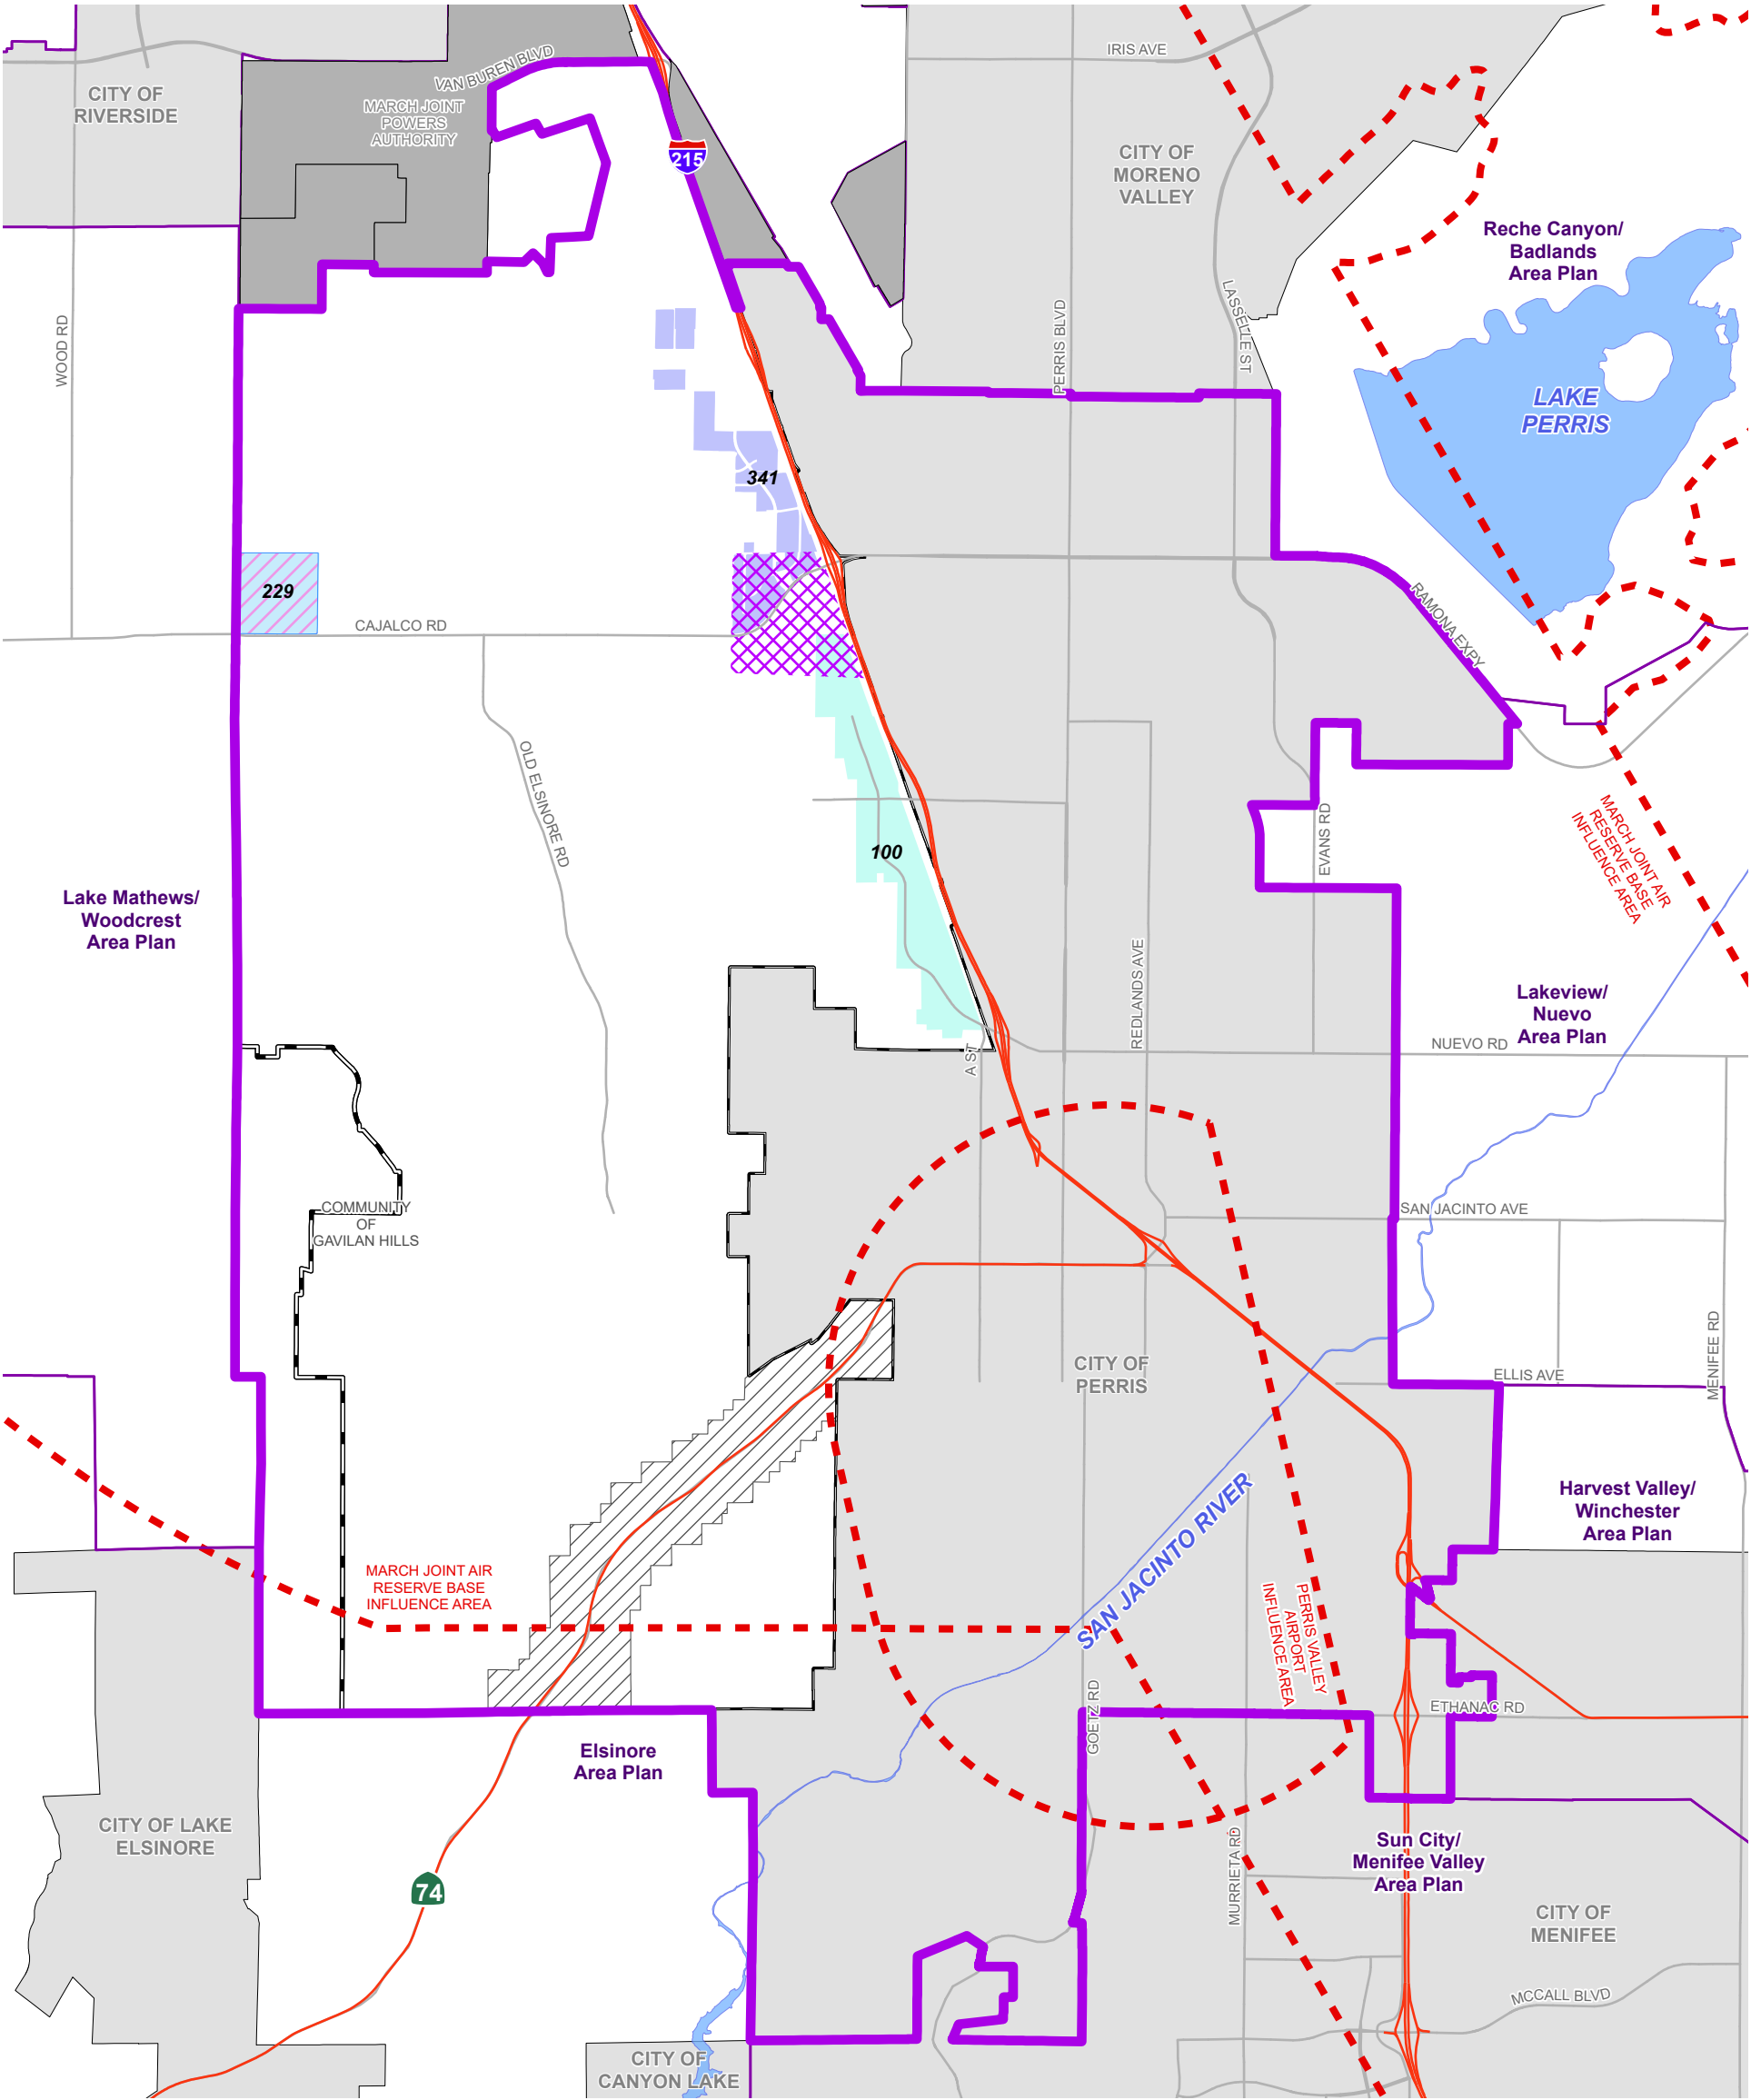 IRIS AVE
VAN BUREN BLVD
CITY OF
RIVERSIDE
MARCH JOINT
POWERS
AUTHORITY
215
CITY OF
MORENO
VALLEY
Reche Canyon/
Badlands
Area Plan
WOOD RD
PERRIS BLVD
LASSELLE ST
LAKE
PERRIS
341
229
CAJALCO RD
RAMONA EXPY
OLD ELSINORE RD
100
EVANS RD
MARCH JOINT AIR
RESERVE BASE
INFLUENCE AREA
Lake Mathews/
Woodcrest
Area Plan
REDLANDS AVE
Lakeview/
Nuevo
Area Plan
NUEVO RD
A ST
COMMUNITY
OF
GAVILAN HILLS
SAN JACINTO AVE
CITY OF
PERRIS
ELLIS AVE
MENIFEE RD
Harvest Valley/
Winchester
Area Plan
SAN JACINTO RIVER
MARCH JOINT AIR
RESERVE BASE
INFLUENCE AREA
PERRIS VALLEY
AIRPORT
INFLUENCE AREA
GOETZ RD
ETHANAC RD
Elsinore
Area Plan
CITY OF LAKE
ELSINORE
74
MURRIETA RD
Sun City/
Menifee Valley
Area Plan
CITY OF
MENIFEE
MCCALL BLVD
CITY OF
CANYON LAKE